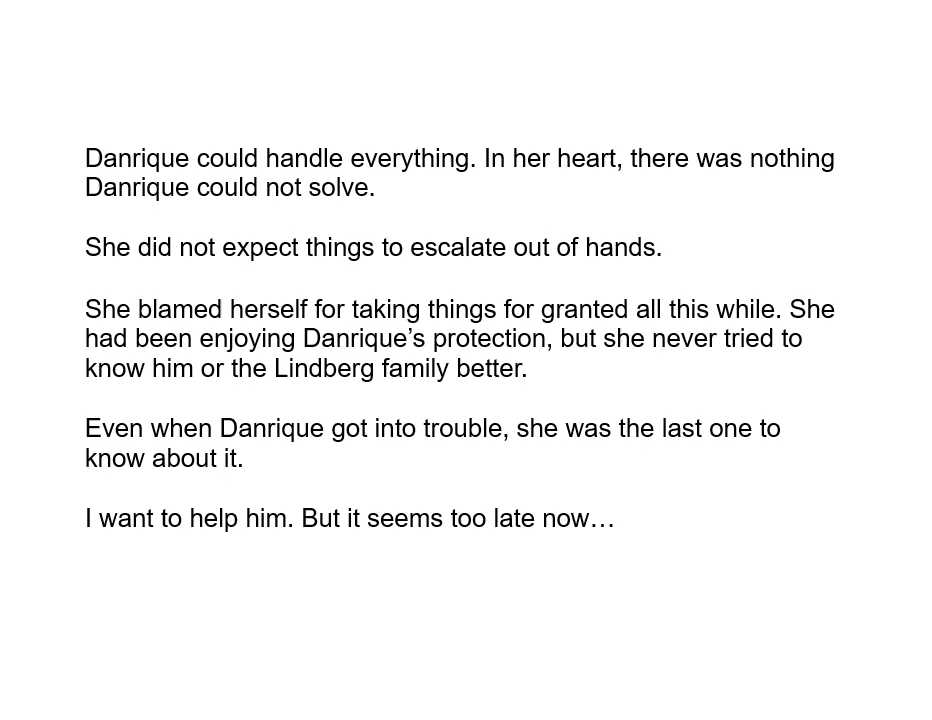 Danrique could handle everything. In her heart, there was nothing
Danrique could not solve.
She did not expect things to escalate out of hands.
She blamed herself for taking things for granted all this while. She
had been enjoying Danrique’s protection, but she never tried to
know him or the Lindberg family better.
Even when Danrique got into trouble, she was the last one to
know about it.
I want to help him. But it seems too late now…